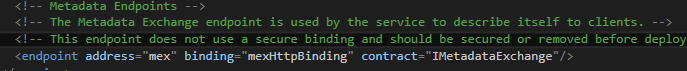 <!-- Metadata Endpoints -->
<!-- The Metadata Exchange endpoint is used by the service to describe itself to clients. -->
<!-- This endpoint does not use a secure binding and should be secured or removed before deploy
<endpoint address="mex" binding="mexHttpBinding" contract="IMetadataExchange"/>